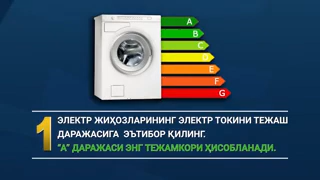 A
B
C
D
E
F
G
1
ЭЛЕКТР ЖИҲОЗЛАРИНИНГ ЭЛЕКТР ТОКИНИ ТЕЖАШ
ДАРАЖАСИГА ЭЪТИБОР ҚИЛИНГ.
“А” ДАРАЖАСИ ЭНГ ТЕЖАМКОРИ ҲИСОБЛАНАДИ.